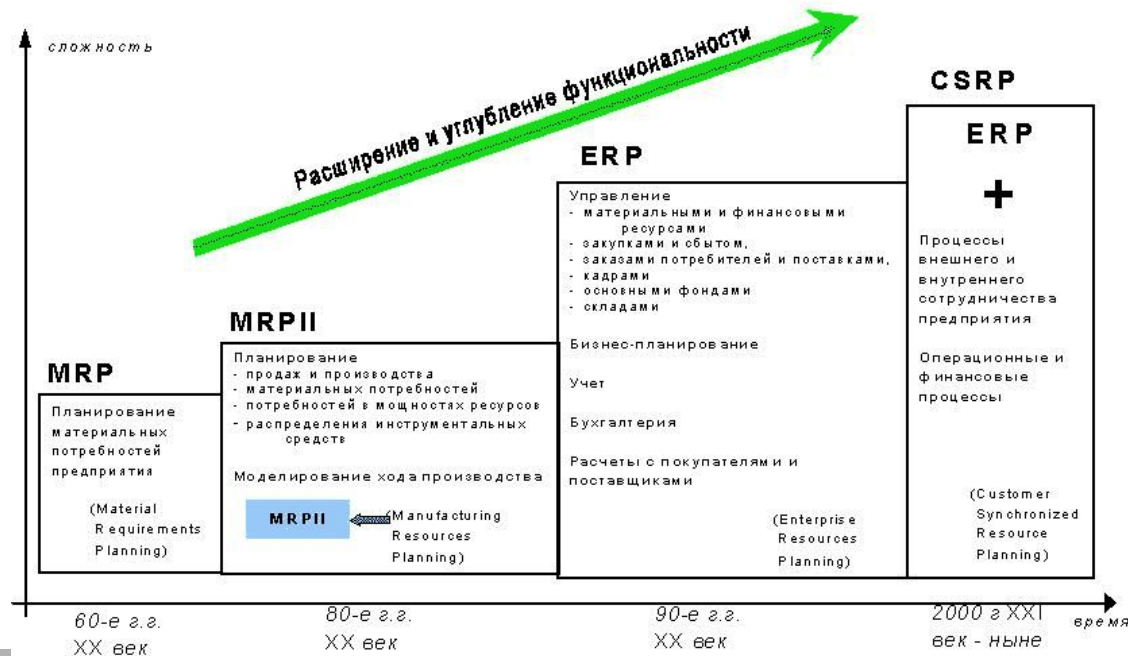 сложность
Расширение и углубление функциональности
CSRP
ERP
+
Процессы
внешнего и
внутреннего
сотрудничества
предприятия
Операционные и
финансовые
процессы
(Customer
Synchronized
Resource
Planning)
ERP
Управление
- материальными и финансовыми
ресурсами
- закупками и сбытом,
- заказами потребителей и поставками,
- кадрами
- основными фондами
- складами
Бизнес-планирование
Учет
Бухгалтерия
Расчеты с покупателями и
поставщиками
(Enterprise
Resources
Planning)
MRPII
Планирование
- продаж и производства
- материальных потребностей
- потребностей в мощностях ресурсов
- распределения инструментальных
средств
Моделирование хода производства
MRPII
(Manufacturing
Resources
Planning)
MRP
Планирование
материальных
потребностей
предприятия
(Material
Requirements
Planning)
60-е г.г.
XX век
80-е г.г.
XX век
90-е г.г.
XX век
2000 г XXI
век - ныне
время